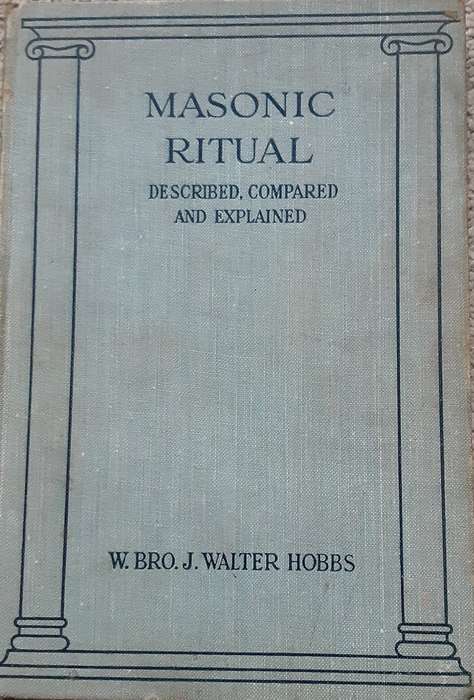 MASONIC
RITUAL
DESCRIBED, COMPARED
AND EXPLAINED
W. BRO. J. WALTER HOBBS